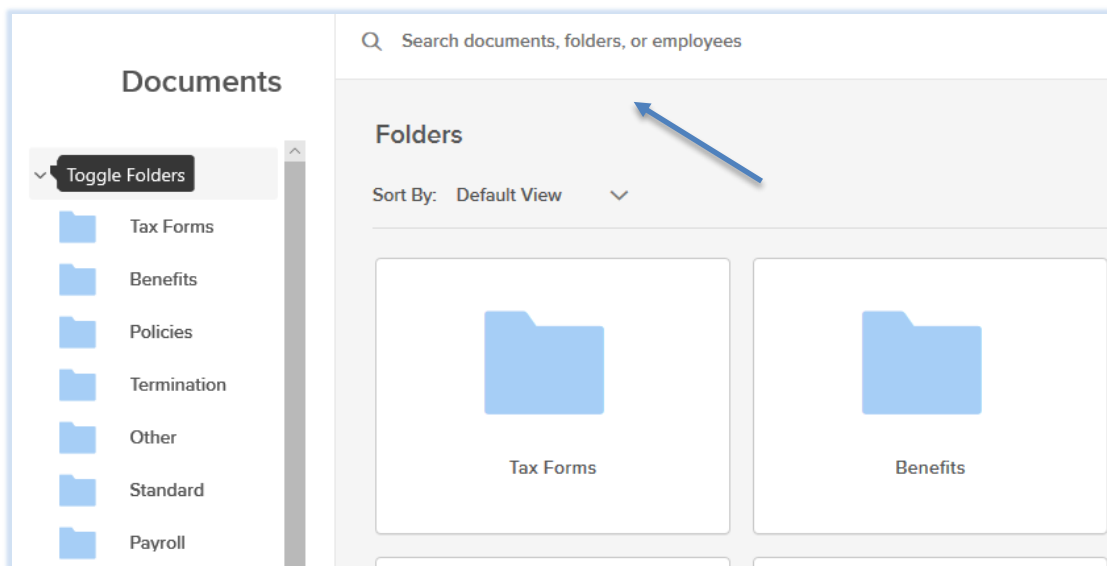 Documents
Toggle Folders
Tax Forms
Benefits
Policies
Termination
Other
Standard
Payroll
Search documents, folders, or employees
Folders
Sort By: Default View
Tax Forms
Benefits